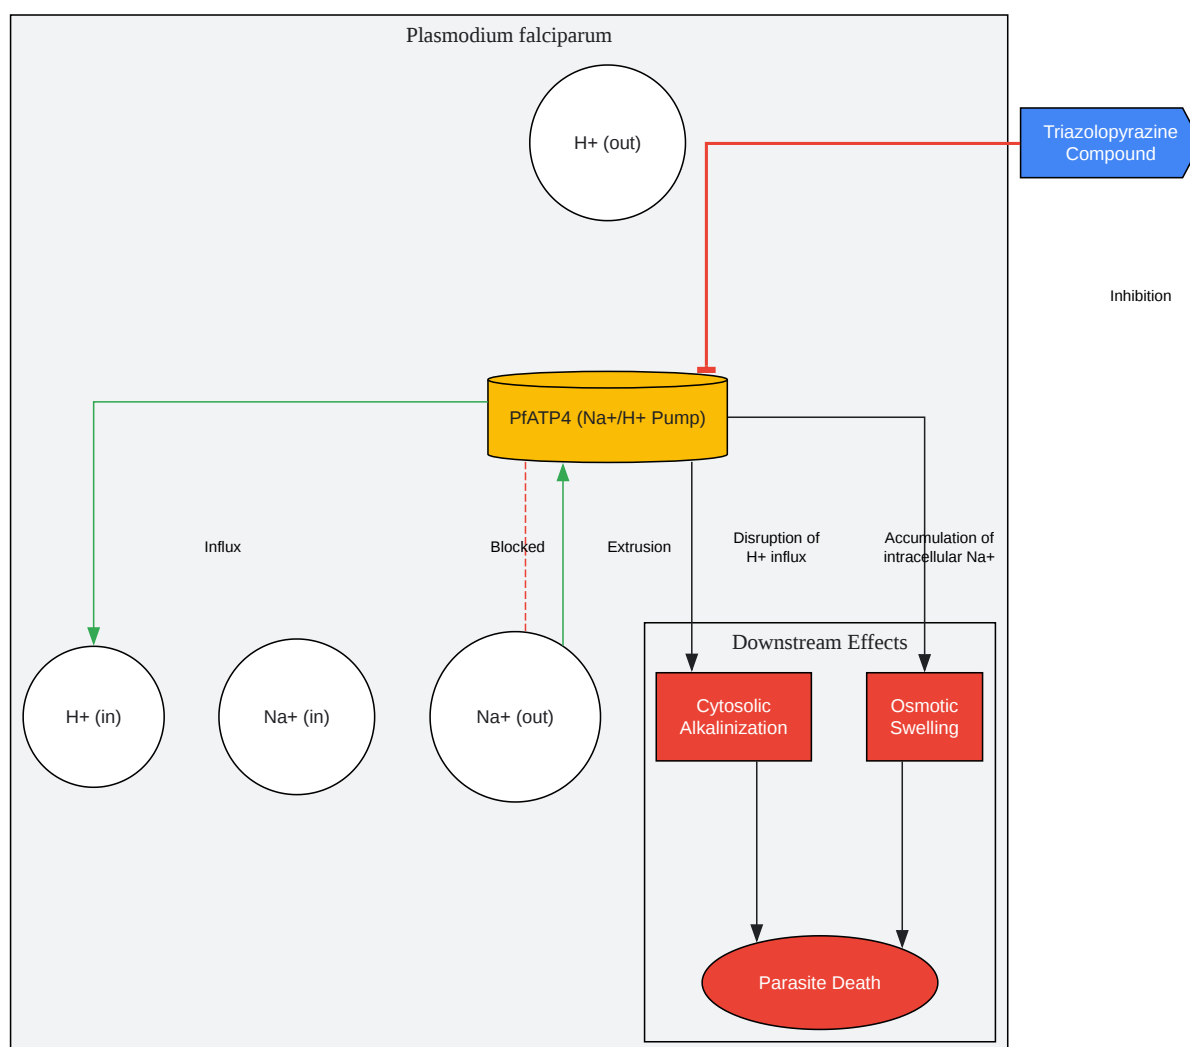 Plasmodium falciparum
H+ (out)
Triazolopyrazine
Compound
Inhibition
PfATP4 (Na+/H+ Pump)
Influx
Blocked
Extrusion
Disruption of
H+ influx
Accumulation of
intracellular Na+
Downstream Effects
H+ (in)
Na+ (in)
Na+ (out)
Cytosolic
Alkalinization
Osmotic
Swelling
Parasite Death